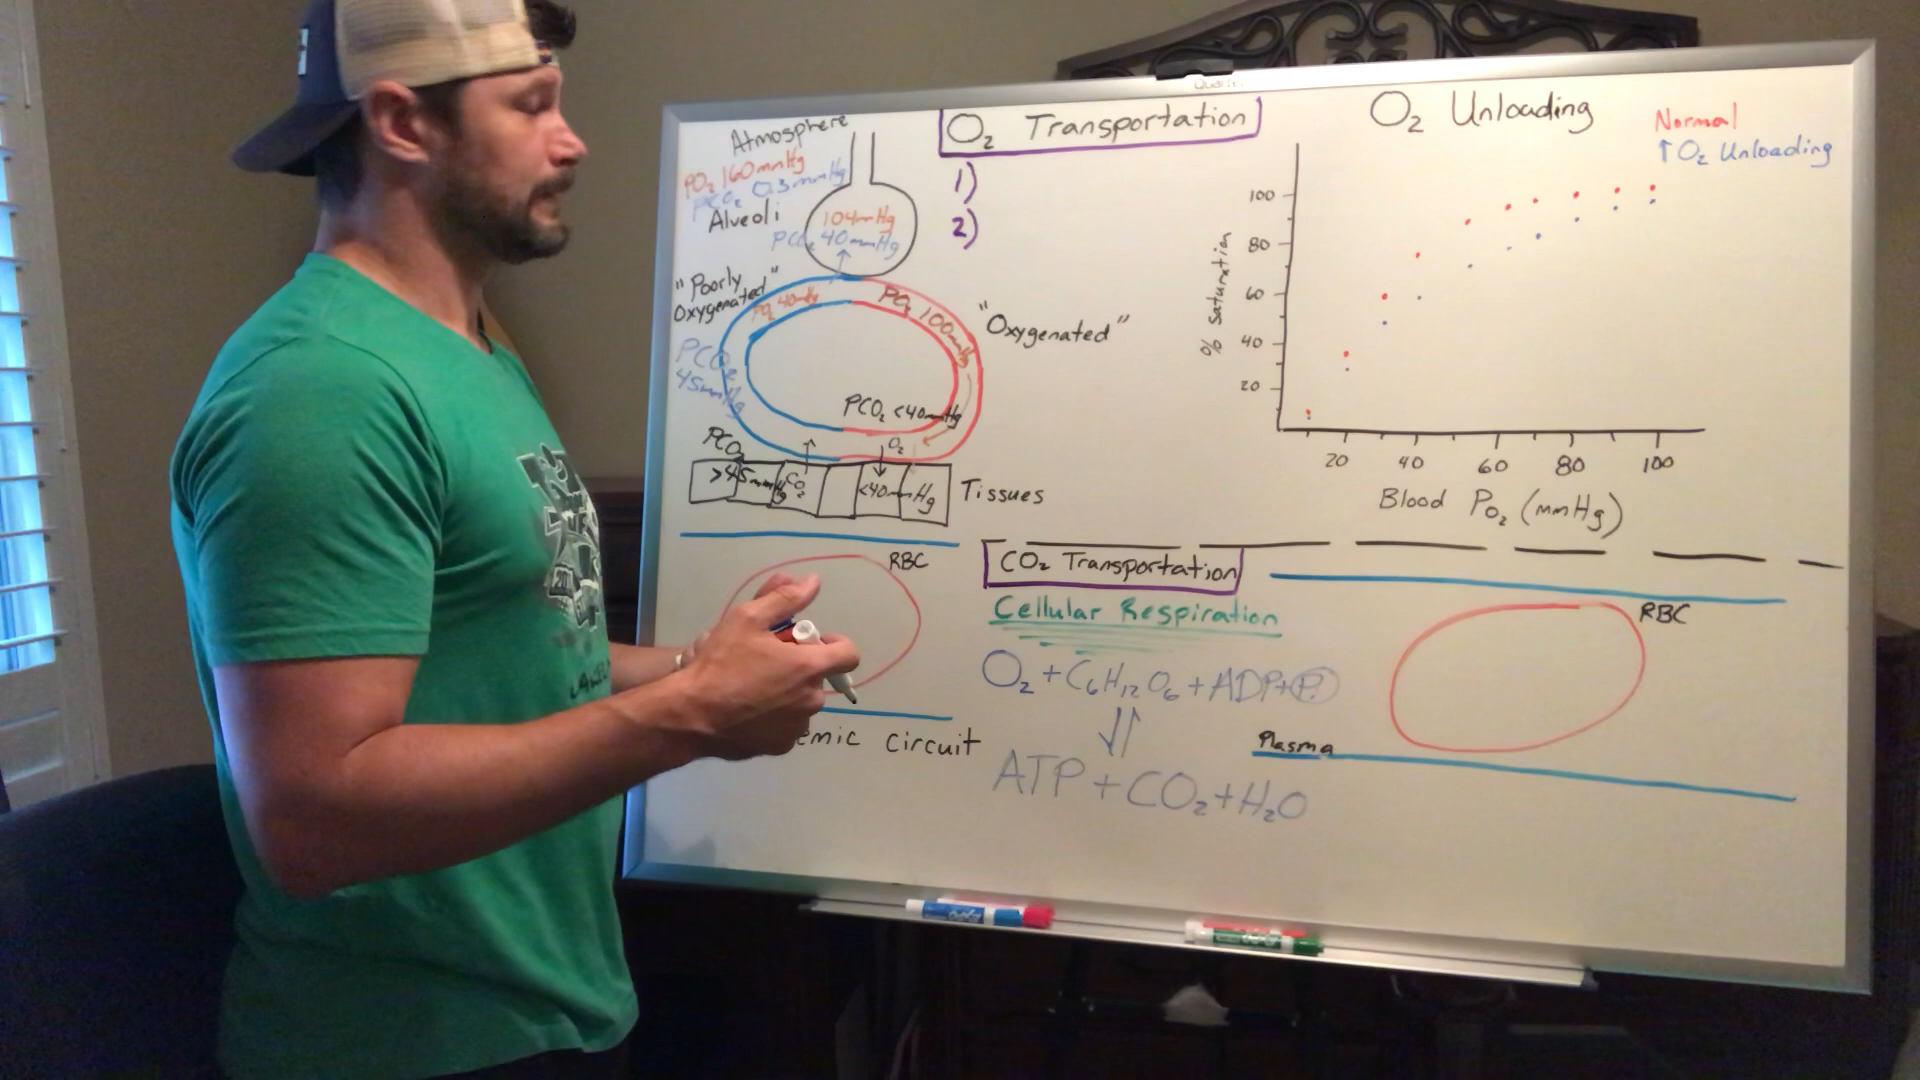 Atmosphere
PO₂ 160mmHg
PCO₂ 0.3mmHg
Alveoli
104mmHg
PCO₂ 40mmHg
"Poorly
Oxygenated"
PO₂ 40mmHg
PO₂ 100mmHg
"Oxygenated"
PCO₂
45mmHg
PCO₂ <40mmHg
PCO₂
>45mmHg
CO₂
O₂
<40mmHg
Tissues
O₂ Transportation
1)
2)
O₂ Unloading
Normal
↑O₂ Unloading
% Saturation
100
80
60
40
20
20 40 60 80 100
Blood PO₂ (mmHg)
RBC
emic circuit
CO₂ Transportation
Cellular Respiration
O₂+C₆H₁₂O₆+ADP+Pi
ATP+CO₂+H₂O
RBC
Plasma